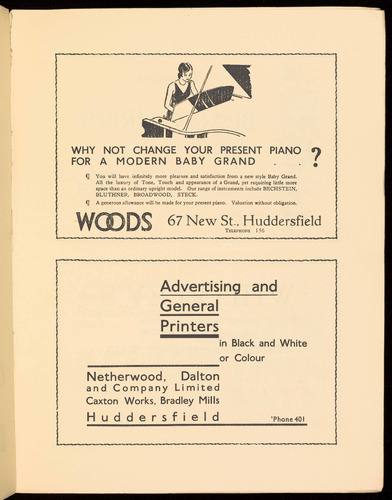 WHY NOT CHANGE YOUR PRESENT PIANO
FOR A MODERN BABY GRAND . . ?
¶ You will have infinitely more pleasure and satisfaction from a new style Baby Grand.
All the luxury of Tone, Touch and appearance of a Grand, yet requiring little more
space than an ordinary upright model. Our range of instruments include BECHSTEIN,
BLUTHNER, BROADWOOD, STECK.
¶ A generous allowance will be made for your present piano. Valuation without obligation.
WOODS 67 New St., Huddersfield
TELEPHONE 156
Advertising and
General
Printers
in Black and White
or Colour
Netherwood, Dalton
and Company Limited
Caxton Works, Bradley Mills
Huddersfield 'Phone 401